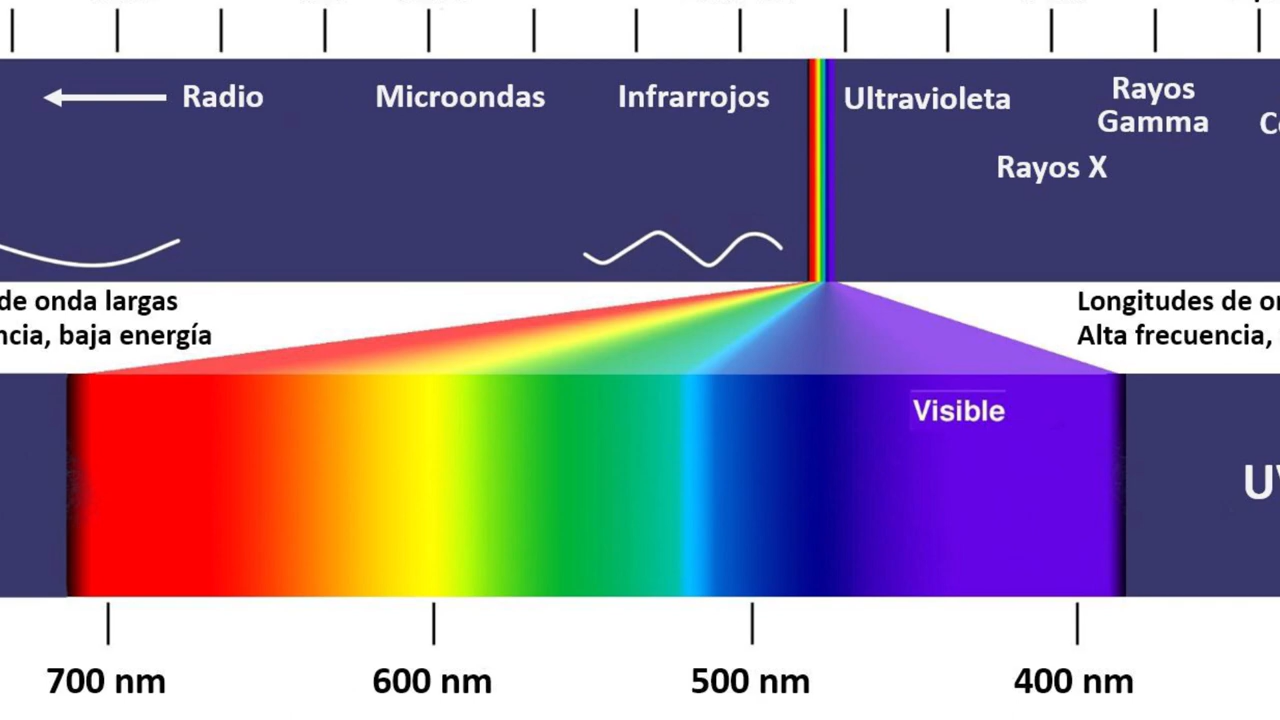 Radio
Microondas
Infrarrojos
Ultravioleta
Rayos
Gamma
Rayos X
de onda largas
baja energía
Longitudes de
Alta frecuencia,
Visible
700 nm
600 nm
500 nm
400 nm